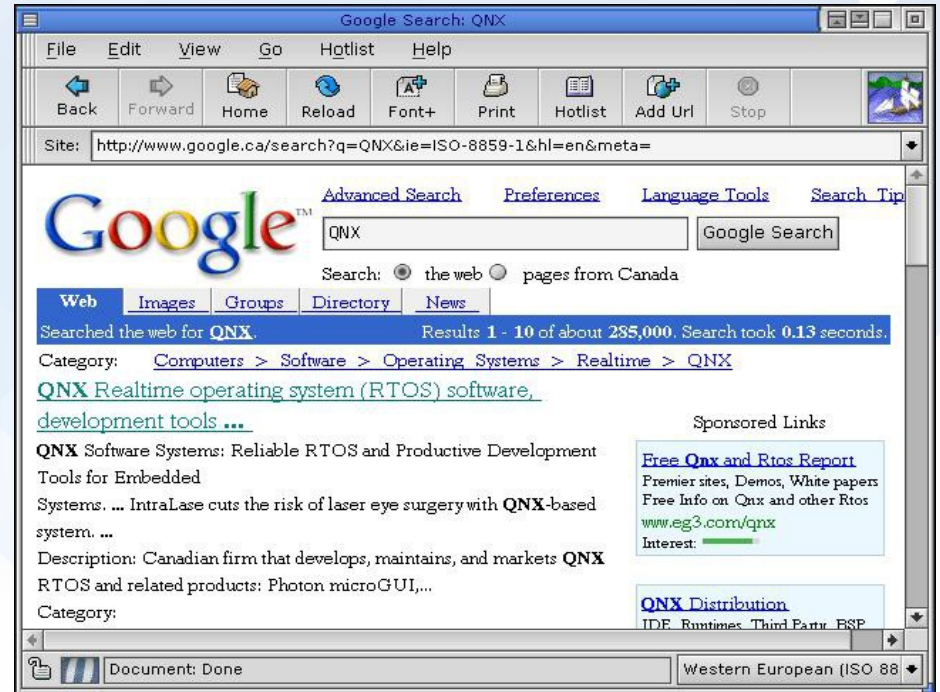 Google Search: QNX
File Edit View Go Hotlist Help
Back Forward Home Reload Font+ Print Hotlist Add Url Stop
Site: http://www.google.ca/search?q=QNX&ie=ISO-8859-1&hl=en&meta=
Google™
Advanced Search Preferences Language Tools Search Tip
QNX Google Search
Search: the web pages from Canada
Web Images Groups Directory News
Searched the web for QNX. Results 1 - 10 of about 285,000. Search took 0.13 seconds.
Category: Computers > Software > Operating Systems > Realtime > QNX
QNX Realtime operating system (RTOS) software,
development tools ...
QNX Software Systems: Reliable RTOS and Productive Development
Tools for Embedded
Systems. ... IntraLase cuts the risk of laser eye surgery with QNX-based
system. ...
Description: Canadian firm that develops, maintains, and markets QNX
RTOS and related products: Photon microGUI,...
Category:
Sponsored Links
Free Qnx and Rtos Report
Premier sites, Demos, White papers
Free Info on Qnx and other Rtos
www.eg3.com/qnx
Interest:
QNX Distribution
IDE, Runtimes, Third Party, BSP
Document: Done Western European (ISO 88